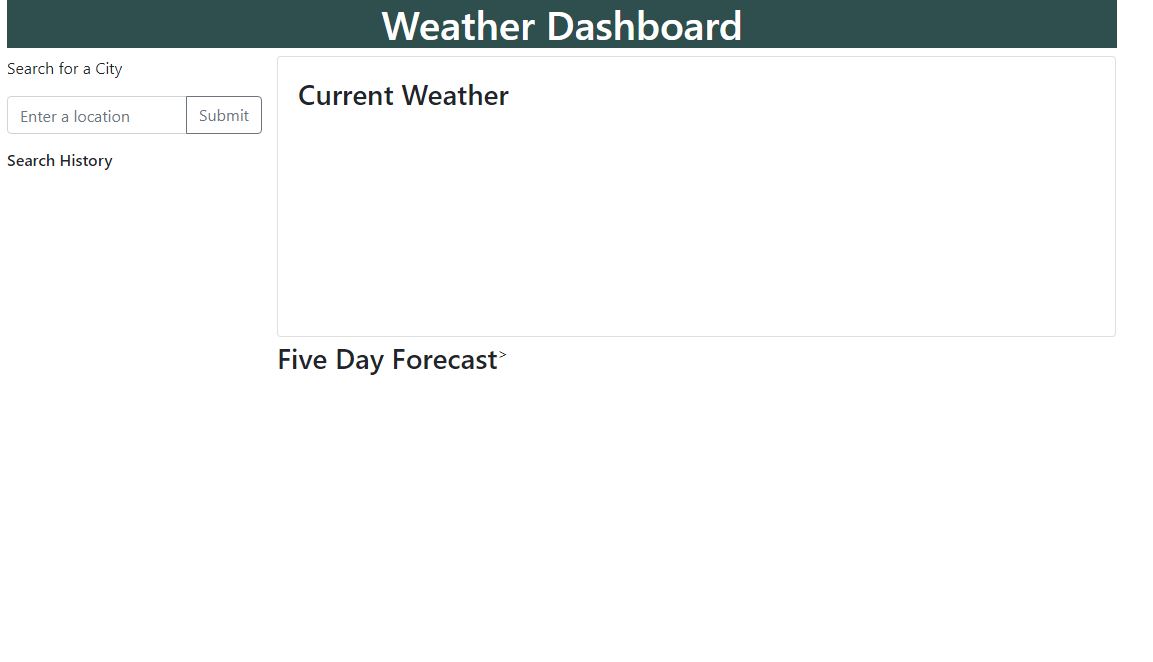 Weather Dashboard
Search for a City
Enter a location Submit
Search History
Current Weather
Five Day Forecast>